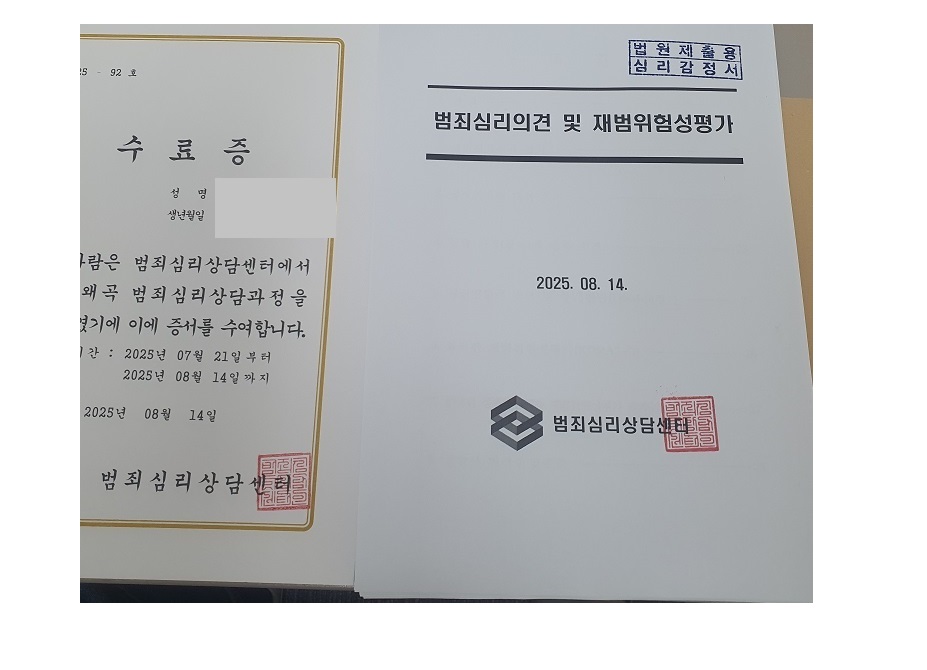 25 - 92 호
수 료 증
성 명
생년월일
사람은 범죄심리상담센터에서
왜곡 범죄심리상담과정을
였기에 이에 증서를 수여합니다.
간 : 2025년 07월 21일부터
2025년 08월 14일까지
2025년 08월 14일
범죄심리상담센터
법원제출용
심리감정서
범죄심리의견 및 재범위험성평가
2025. 08. 14.
범죄심리상담센터